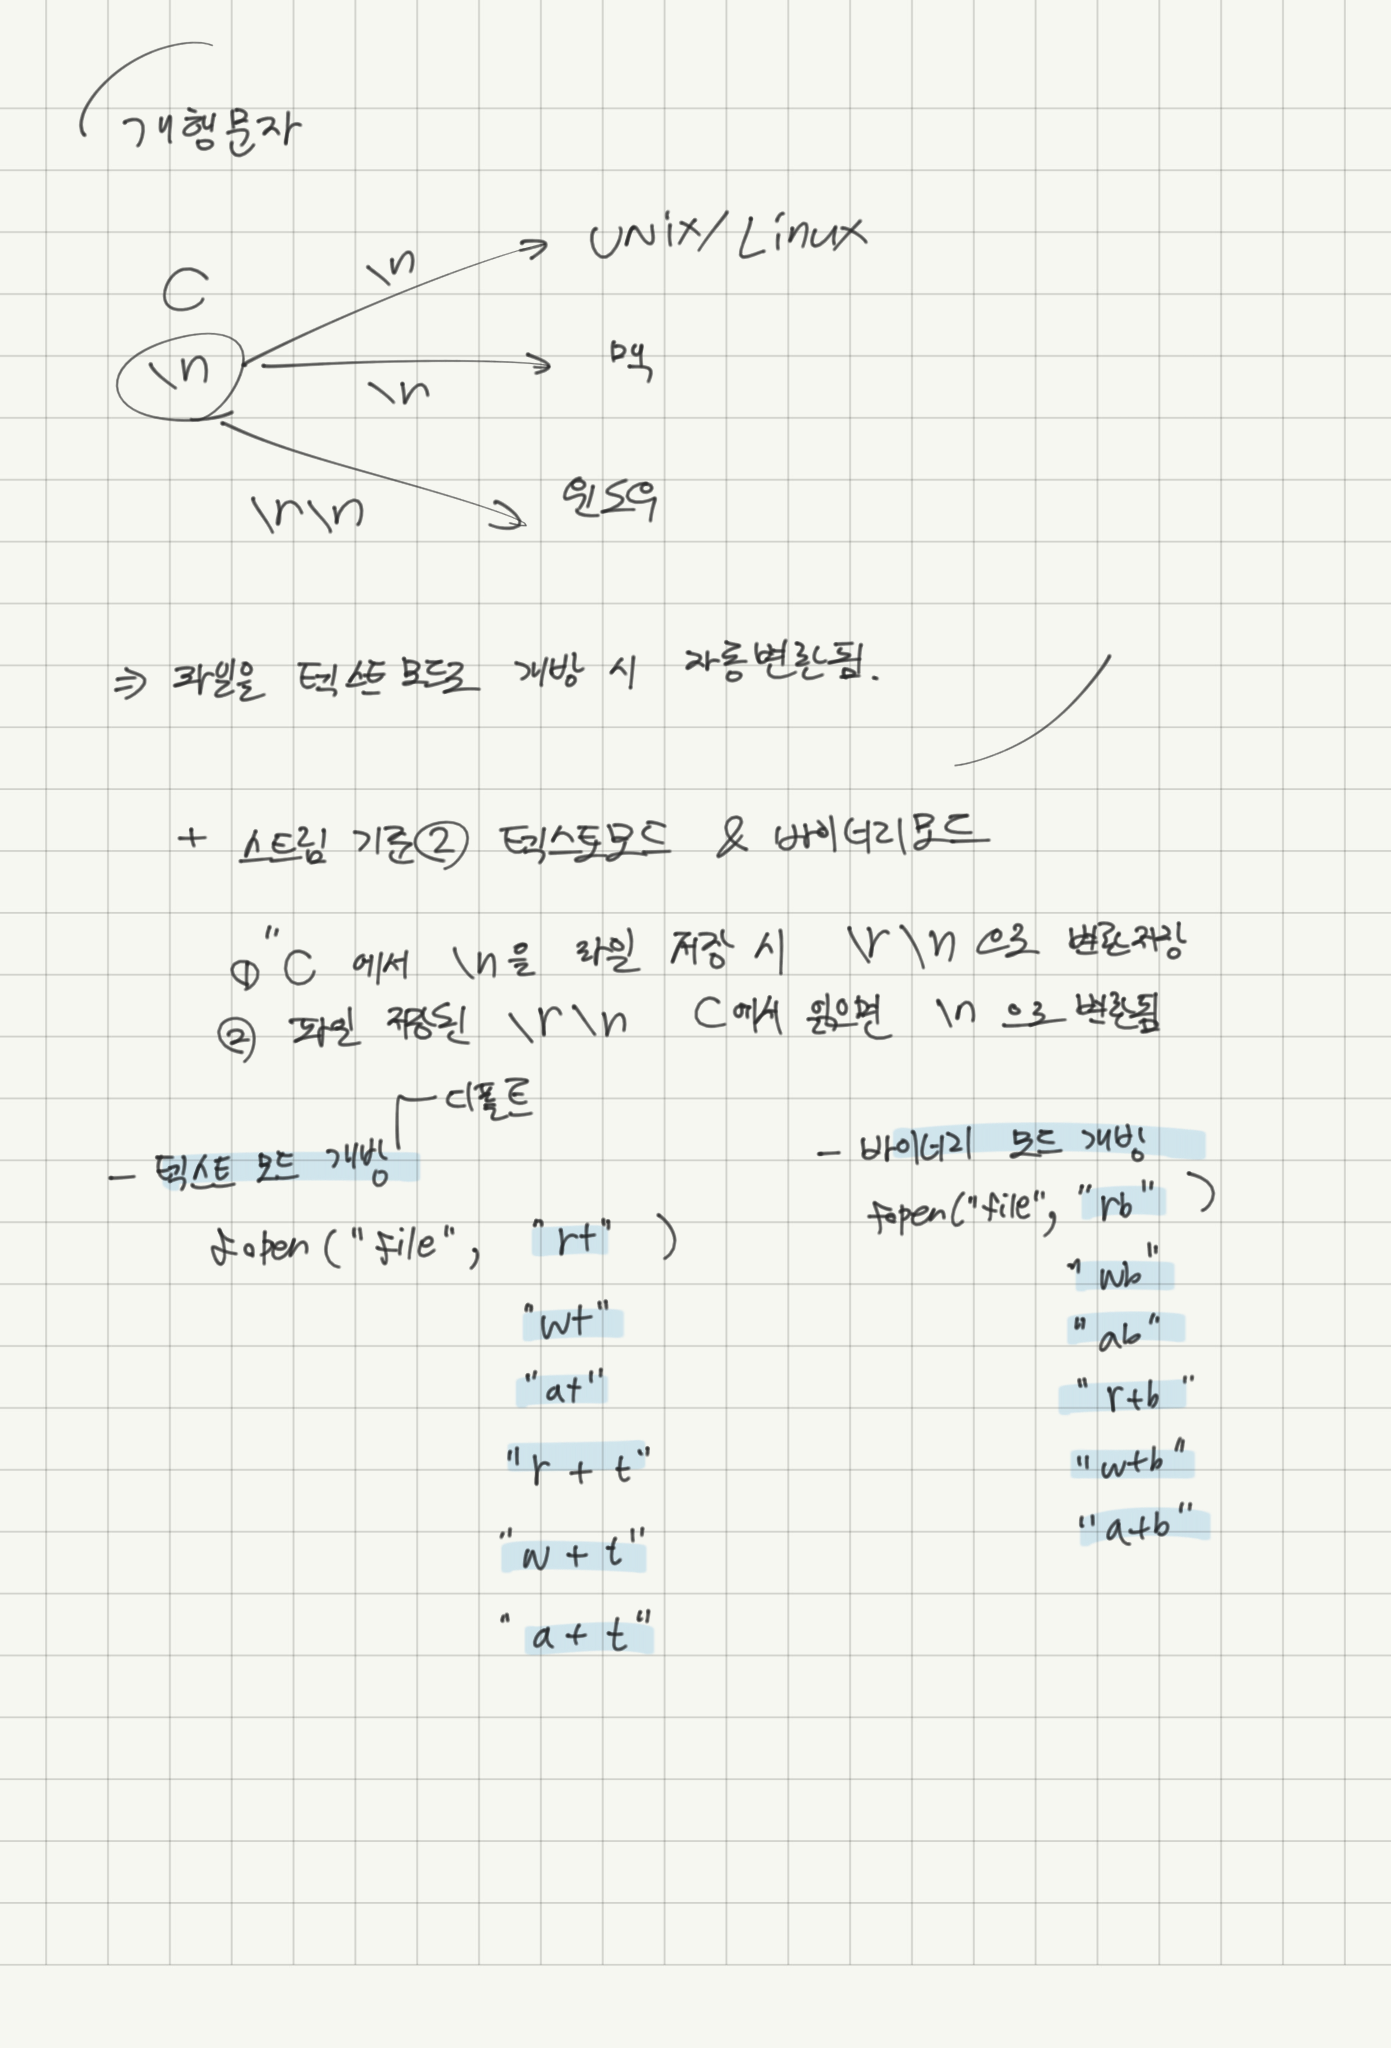 개행문자
\n Unix/Linux
C
\n
\n 맥
\r\n 윈도우
⇒ 파일을 텍스트 모드로 개방 시 자동변환됨.
+ 스트림 기준② 텍스트모드 & 바이너리모드
①"C 에서 \n을 파일 저장 시 \r\n 으로 변환저장
② 파일 저장된 \r\n C에서 읽으면 \n 으로 변환됨
디폴트
- 텍스트 모드 개방
fopen("file", "rt" )
"wt"
"at"
"r + t"
"w + t"
"a + t"
- 바이너리 모드 개방
fopen("file", "rb" )
"wb"
"ab"
"r+b"
"w+b"
"a+b"